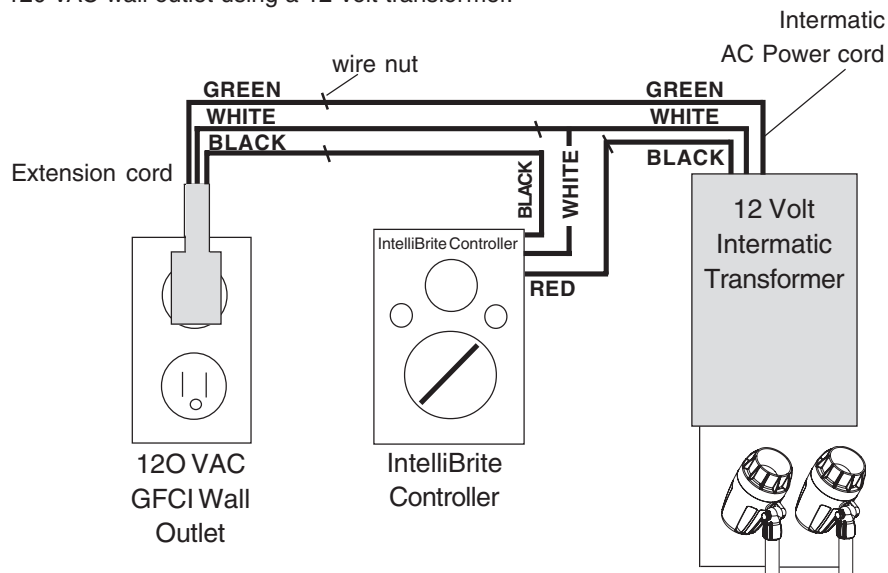 120 VAC wall outlet using a 12 Volt transformer.
Intermatic
AC Power cord
wire nut
GREEN
GREEN
WHITE
WHITE
BLACK
BLACK
Extension cord
BLACK
WHITE
IntelliBrite Controller
RED
12 Volt
Intermatic
Transformer
12O VAC
GFCI Wall
Outlet
IntelliBrite
Controller